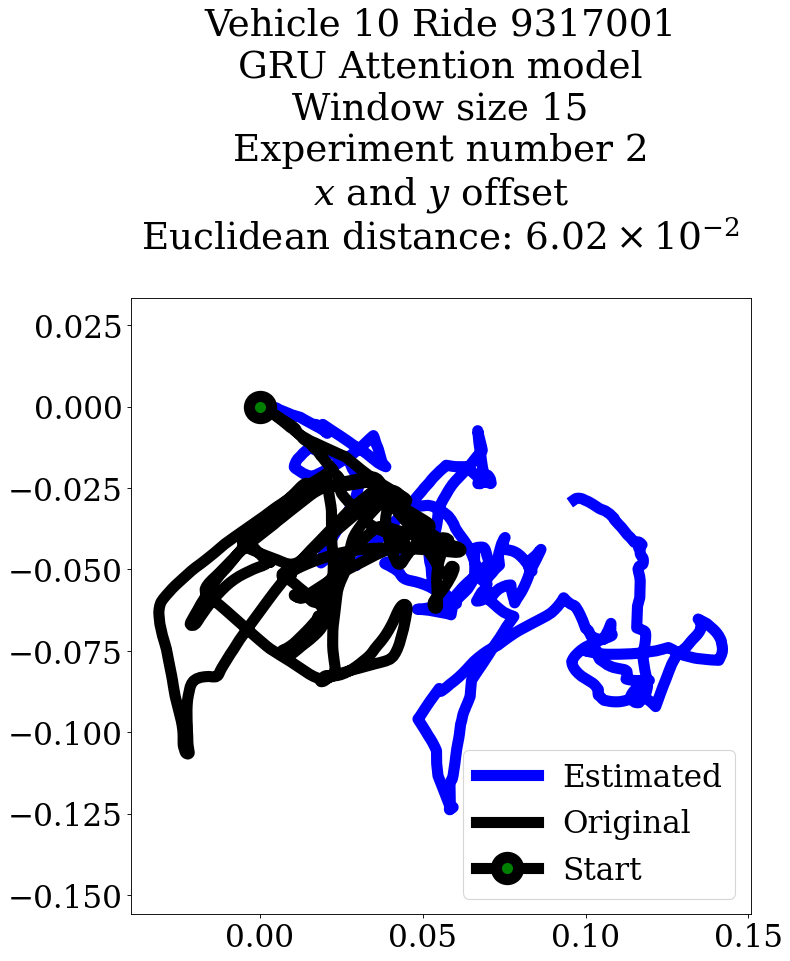 Vehicle 10 Ride 9317001
GRU Attention model
Window size 15
Experiment number 2
x and y offset
Euclidean distance: 6.02 × 10⁻²
0.025
0.000
−0.025
−0.050
−0.075
−0.100
−0.125
−0.150
Estimated
Original
Start
0.00 0.05 0.10 0.15